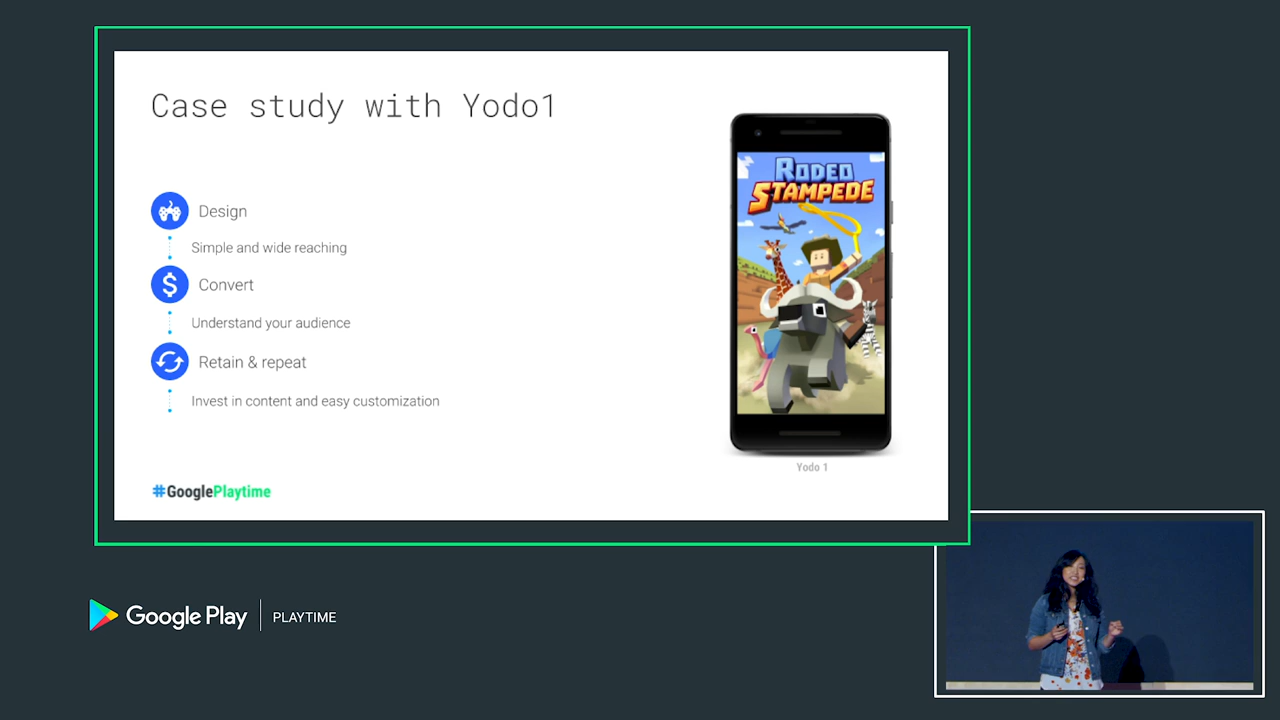 Case study with Yodo1
Design
Simple and wide reaching
Convert
Understand your audience
Retain & repeat
Invest in content and easy customization
#GooglePlaytime
RODEO
STAMPEDE
Yodo 1
Google Play | PLAYTIME